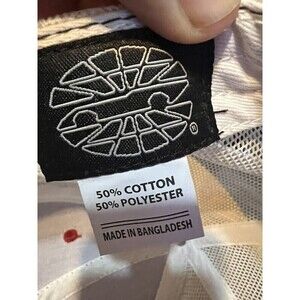 ®
50% COTTON
50% POLYESTER
MADE IN BANGLADESH